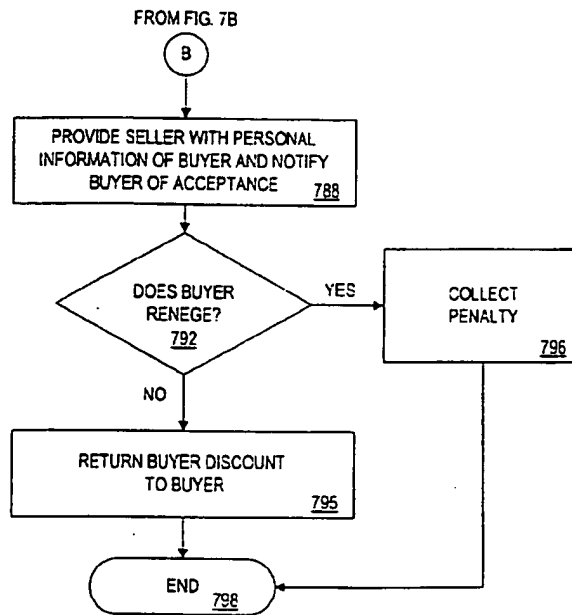 FROM FIG. 7B
B
PROVIDE SELLER WITH PERSONAL
INFORMATION OF BUYER AND NOTIFY
BUYER OF ACCEPTANCE
788
DOES BUYER
RENEGE?
792
YES
COLLECT
PENALTY
796
NO
RETURN BUYER DISCOUNT
TO BUYER
795
END
798